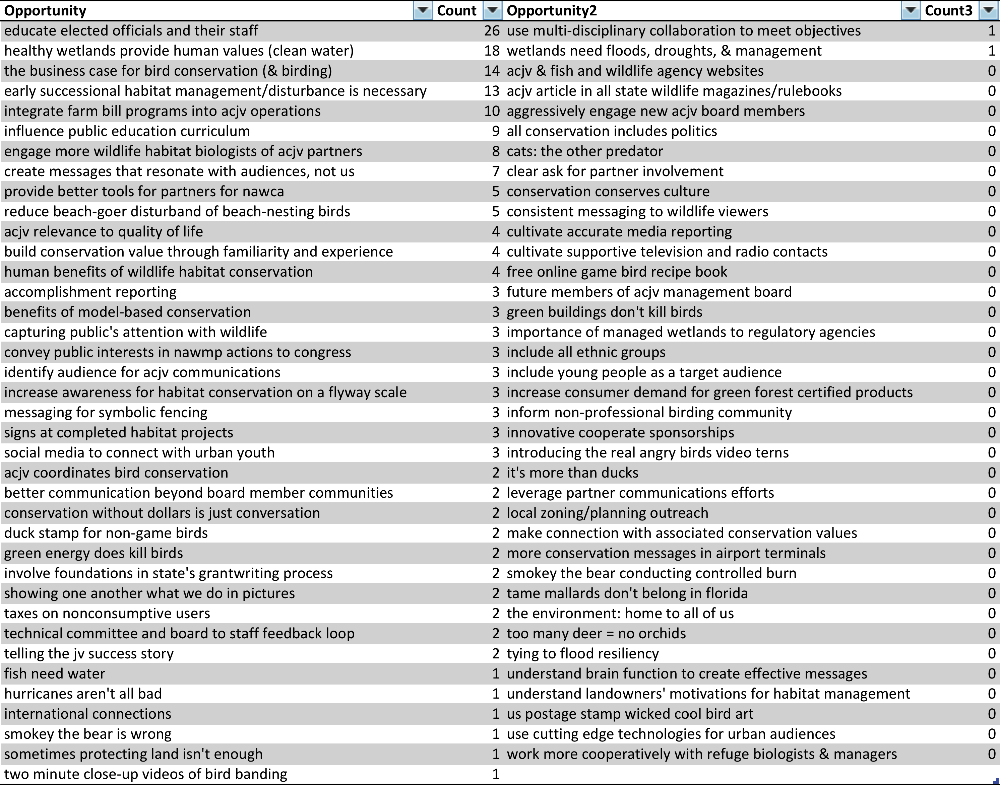 Opportunity Count Opportunity2 Count3
educate elected officials and their staff 26 use multi-disciplinary collaboration to meet objectives 1
healthy wetlands provide human values (clean water) 18 wetlands need floods, droughts, & management 1
the business case for bird conservation (& birding) 14 acjv & fish and wildlife agency websites 0
early successional habitat management/disturbance is necessary 13 acjv article in all state wildlife magazines/rulebooks 0
integrate farm bill programs into acjv operations 10 aggressively engage new acjv board members 0
influence public education curriculum 9 all conservation includes politics 0
engage more wildlife habitat biologists of acjv partners 8 cats: the other predator 0
create messages that resonate with audiences, not us 7 clear ask for partner involvement 0
provide better tools for partners for nawca 5 conservation conserves culture 0
reduce beach-goer disturband of beach-nesting birds 5 consistent messaging to wildlife viewers 0
acjv relevance to quality of life 4 cultivate accurate media reporting 0
build conservation value through familiarity and experience 4 cultivate supportive television and radio contacts 0
human benefits of wildlife habitat conservation 4 free online game bird recipe book 0
accomplishment reporting 3 future members of acjv management board 0
benefits of model-based conservation 3 green buildings don't kill birds 0
capturing public's attention with wildlife 3 importance of managed wetlands to regulatory agencies 0
convey public interests in nawmp actions to congress 3 include all ethnic groups 0
identify audience for acjv communications 3 include young people as a target audience 0
increase awareness for habitat conservation on a flyway scale 3 increase consumer demand for green forest certified products 0
messaging for symbolic fencing 3 inform non-professional birding community 0
signs at completed habitat projects 3 innovative cooperate sponsorships 0
social media to connect with urban youth 3 introducing the real angry birds video terns 0
acjv coordinates bird conservation 2 it's more than ducks 0
better communication beyond board member communities 2 leverage partner communications efforts 0
conservation without dollars is just conversation 2 local zoning/planning outreach 0
duck stamp for non-game birds 2 make connection with associated conservation values 0
green energy does kill birds 2 more conservation messages in airport terminals 0
involve foundations in state's grantwriting process 2 smokey the bear conducting controlled burn 0
showing one another what we do in pictures 2 tame mallards don't belong in florida 0
taxes on nonconsumptive users 2 the environment: home to all of us 0
technical committee and board to staff feedback loop 2 too many deer = no orchids 0
telling the jv success story 2 tying to flood resiliency 0
fish need water 1 understand brain function to create effective messages 0
hurricanes aren't all bad 1 understand landowners' motivations for habitat management 0
international connections 1 us postage stamp wicked cool bird art 0
smokey the bear is wrong 1 use cutting edge technologies for urban audiences 0
sometimes protecting land isn't enough 1 work more cooperatively with refuge biologists & managers 0
two minute close-up videos of bird banding 1